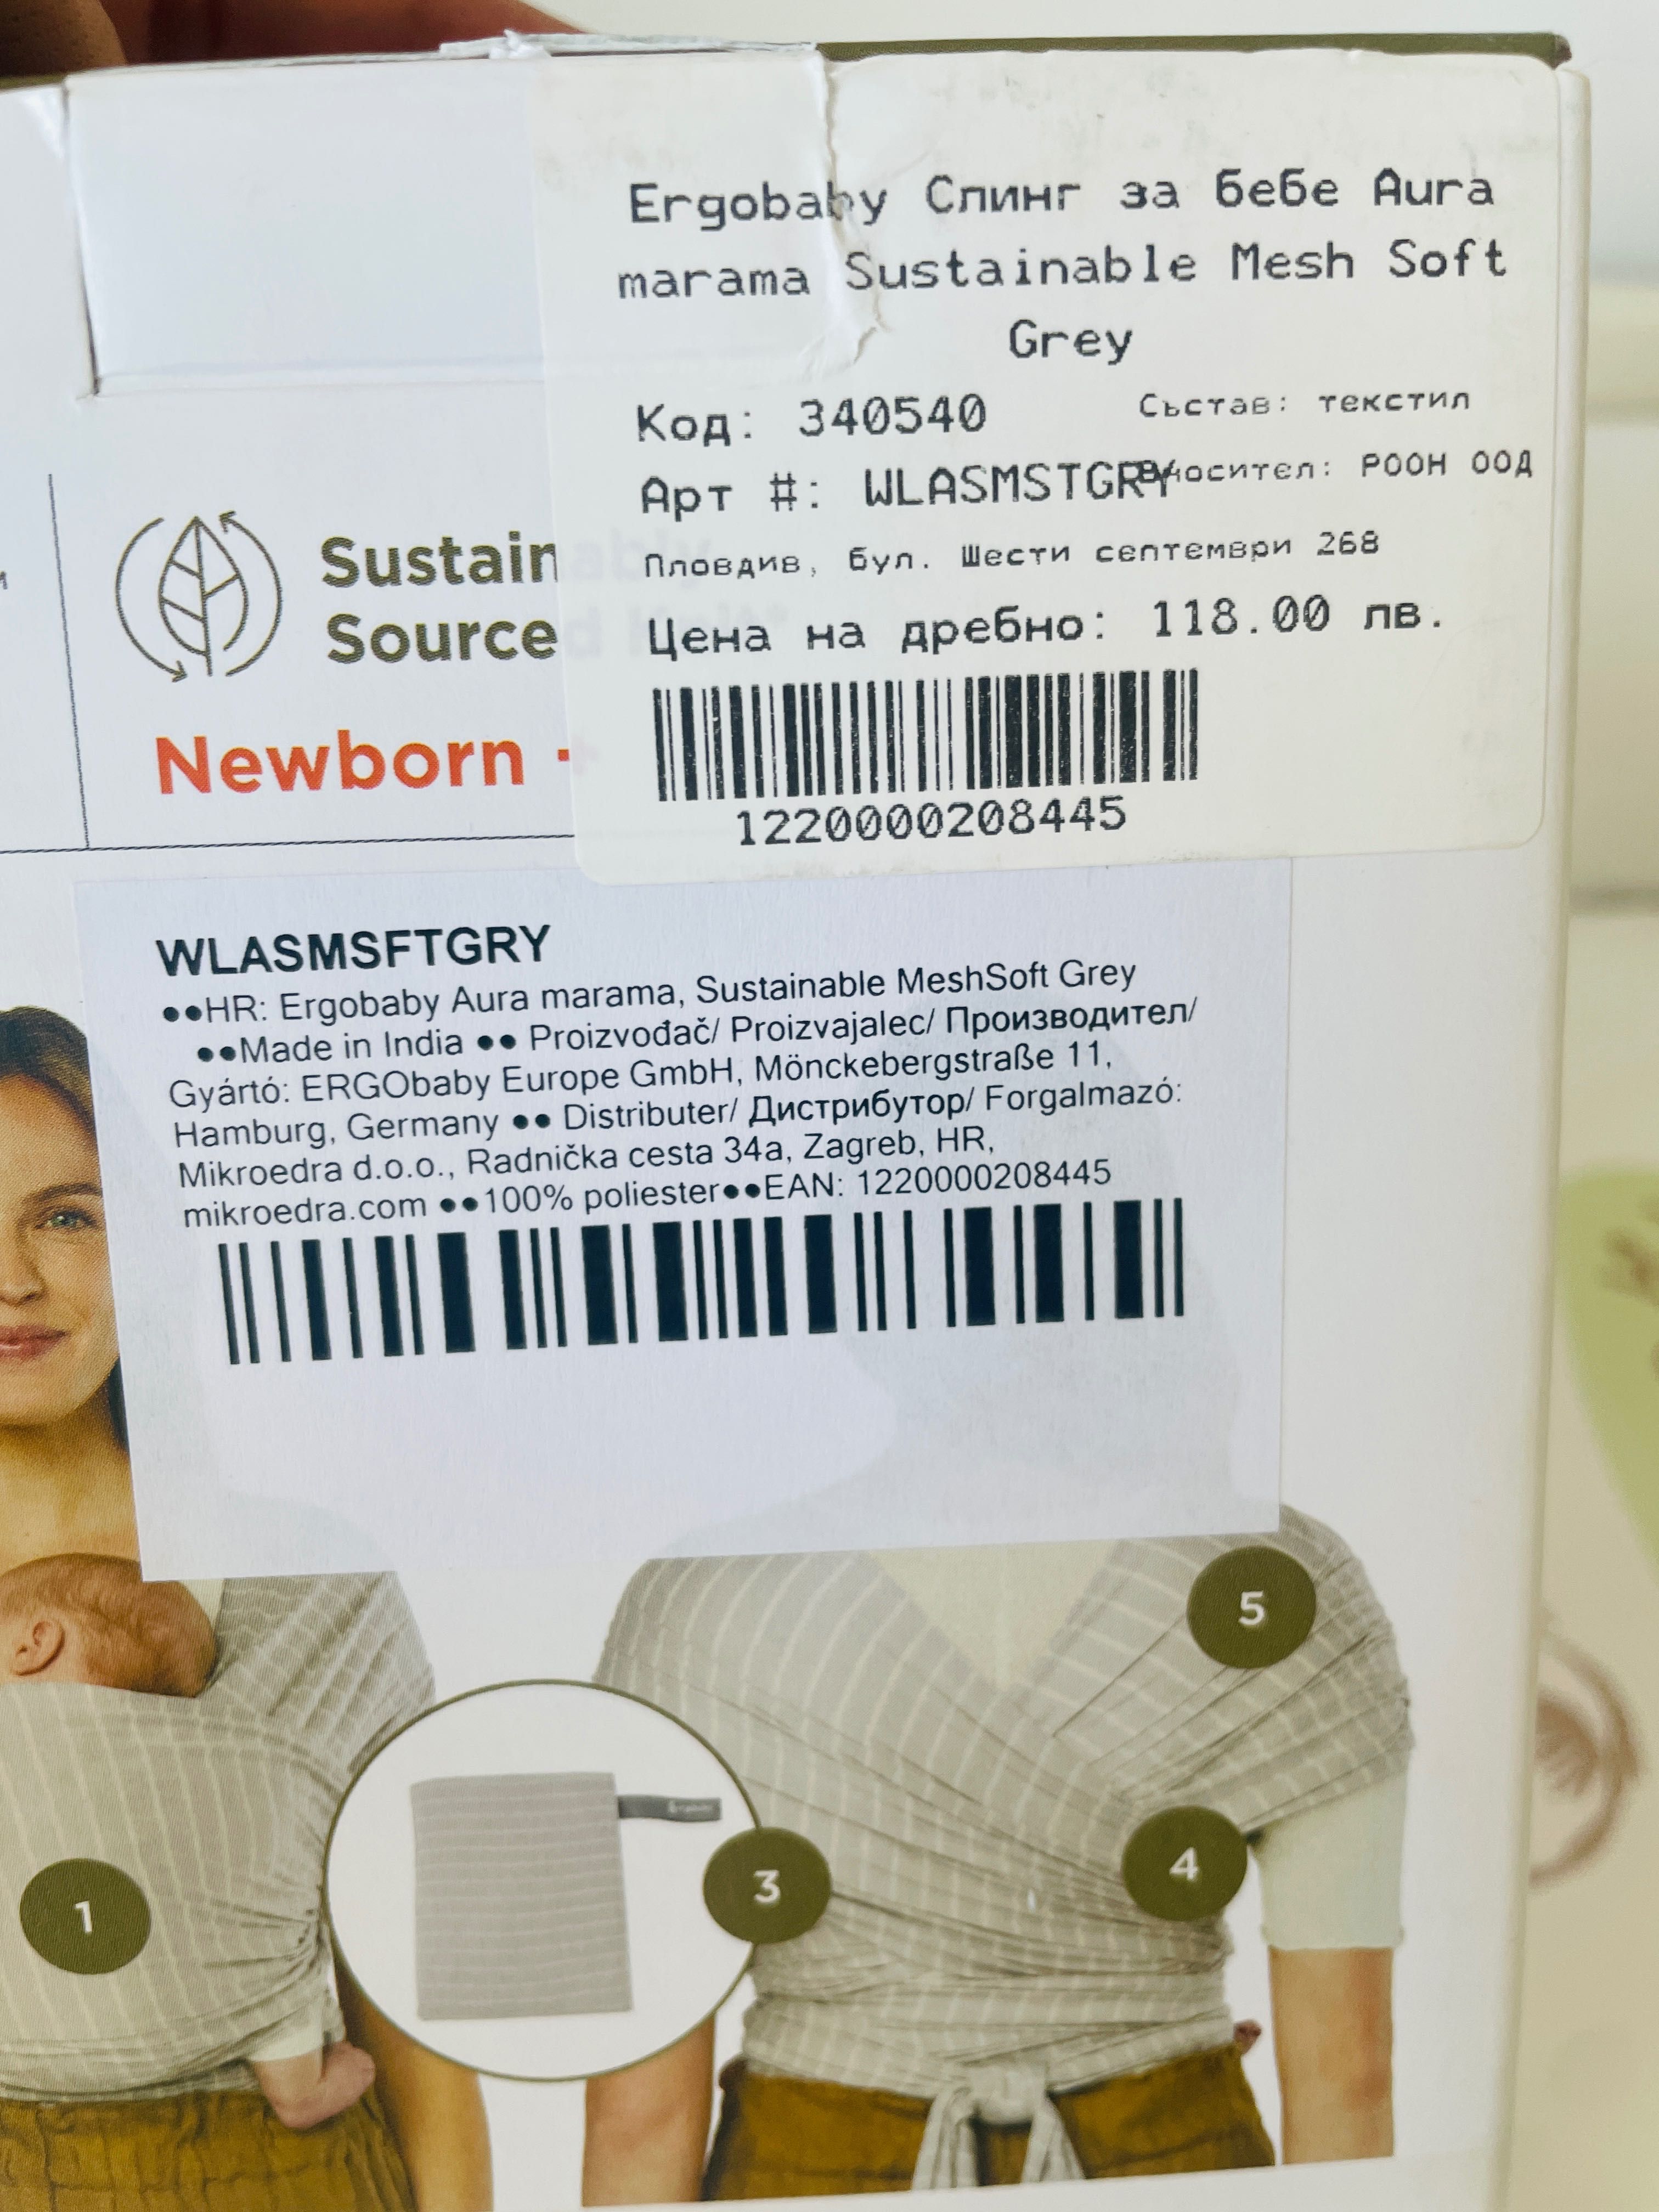 Ergobaby Слинг за бебе Aura
marama Sustainable Mesh Soft
Grey
Код: 340540
Състав: текстил
Арт #: WLASMSTGRY
РООН ООД
Пловдив, бул. Шести септември 268
Цена на дребно: 118.00 лв.
1220000208445
Sustainably
Sourced
Newborn +
WLASMSFTGRY
••HR: Ergobaby Aura marama, Sustainable MeshSoft Grey
••Made in India •• Proizvođač/ Proizvajalec/ Производител/
Gyártó: ERGObaby Europe GmbH, Mönckebergstraße 11,
Hamburg, Germany •• Distributer/ Дистрибутор/ Forgalmazó:
Mikroedra d.o.o., Radnička cesta 34a, Zagreb, HR,
mikroedra.com ••100% poliester••EAN: 1220000208445
5
4
3
1